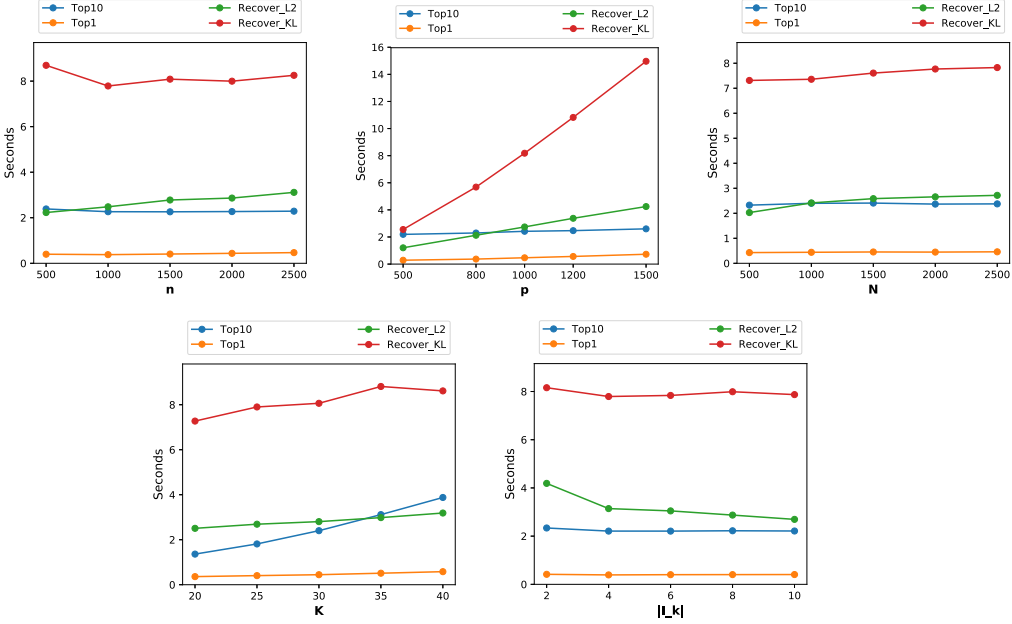 Top10 Recover_L2
Top1 Recover_KL
8
6
4
2
0
Seconds
500 1000 1500 2000 2500
n
Top10 Recover_L2
Top1 Recover_KL
16
14
12
10
8
6
4
2
0
Seconds
500 800 1000 1200 1500
p
Top10 Recover_L2
Top1 Recover_KL
8
7
6
5
4
3
2
1
0
Seconds
500 1000 1500 2000 2500
N
Top10 Recover_L2
Top1 Recover_KL
8
6
4
2
0
Seconds
20 25 30 35 40
K
Top10 Recover_L2
Top1 Recover_KL
8
6
4
2
0
Seconds
2 4 6 8 10
|I_k|